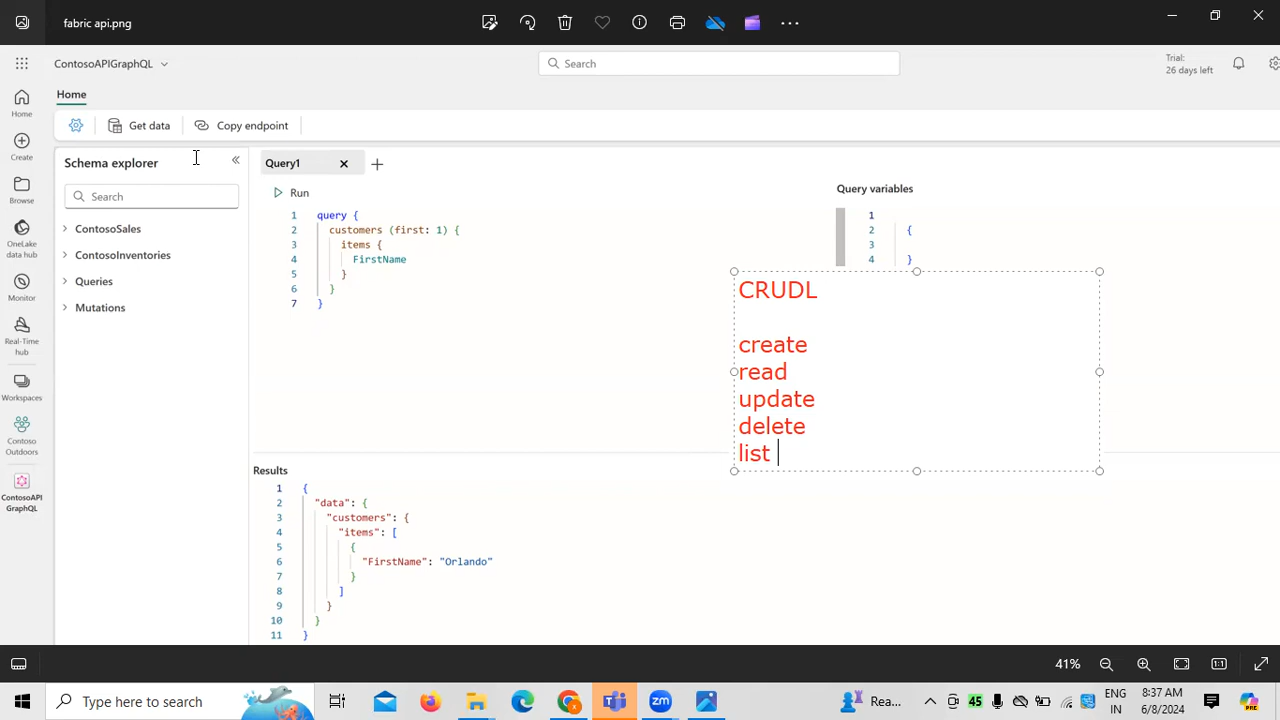 fabric api.png
ContosoAPIGraphQL
Search
Trial:
26 days left
Home
Get data
Copy endpoint
Home
Create
Browse
OneLake
data hub
Monitor
Real-Time
hub
Workspaces
Contoso
Outdoors
ContosoAPI
GraphQL
Schema explorer
Search
ContosoSales
ContosoInventories
Queries
Mutations
Query1
Run
1 query {
2 customers (first: 1) {
3 items {
4 FirstName
5 }
6 }
7 }
Query variables
1
2 {
3
4 }
CRUDL
create
read
update
delete
list
Results
1 {
2 "data": {
3 "customers": {
4 "items": [
5 {
6 "FirstName": "Orlando"
7 }
8 ]
9 }
10 }
11 }
41%
1:1
Type here to search
Rea...
45
ENG
IN
8:37 AM
6/8/2024